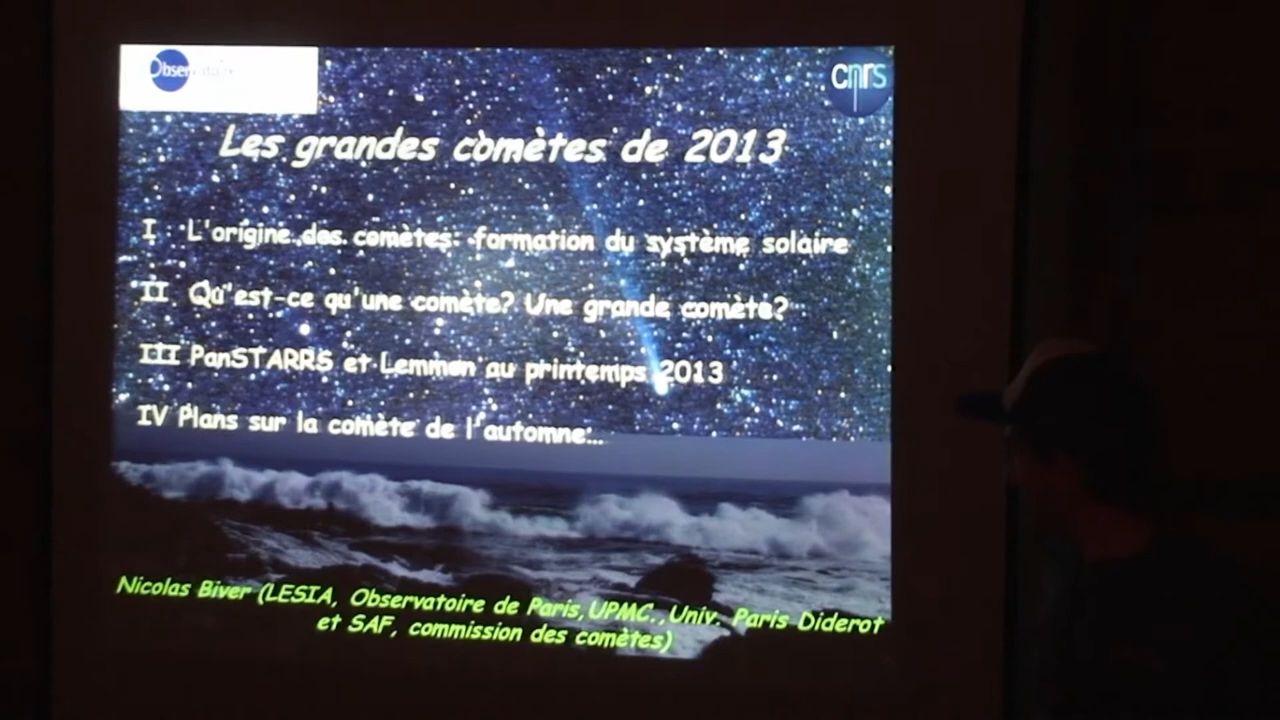 Observatoire
cnrs
Les grandes comètes de 2013
I L'origine des comètes: formation du système solaire
II Qu'est-ce qu'une comète? Une grande comète?
III PanSTARRS et Lemmon au printemps 2013
IV Plans sur la comète de l'automne...
Nicolas Biver (LESIA, Observatoire de Paris, UPMC., Univ. Paris Diderot
et SAF, commission des comètes)